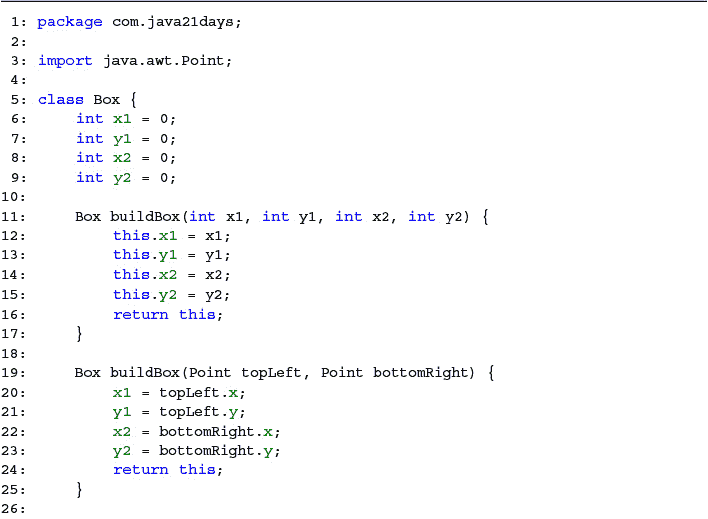 1: package com.java21days;
2:
3: import java.awt.Point;
4:
5: class Box {
6:     int x1 = 0;
7:     int y1 = 0;
8:     int x2 = 0;
9:     int y2 = 0;
10:
11:     Box buildBox(int x1, int y1, int x2, int y2) {
12:         this.x1 = x1;
13:         this.y1 = y1;
14:         this.x2 = x2;
15:         this.y2 = y2;
16:         return this;
17:     }
18:
19:     Box buildBox(Point topLeft, Point bottomRight) {
20:         x1 = topLeft.x;
21:         y1 = topLeft.y;
22:         x2 = bottomRight.x;
23:         y2 = bottomRight.y;
24:         return this;
25:     }
26: